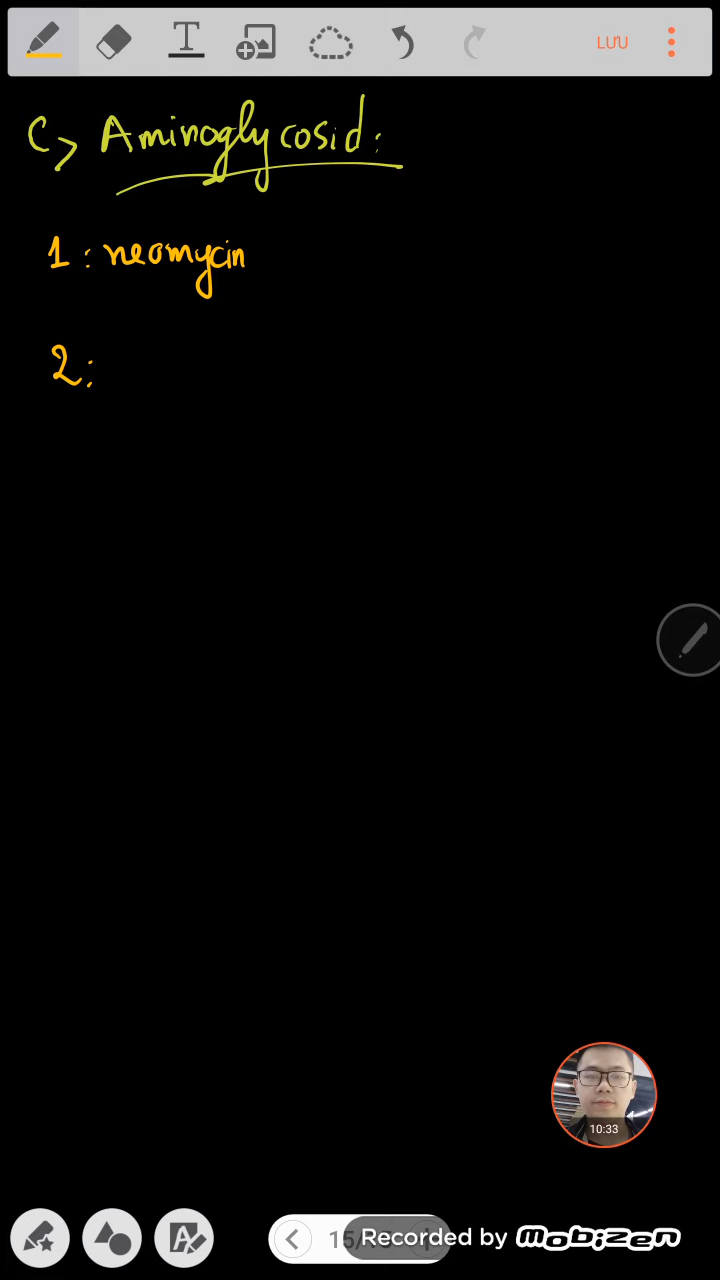 T
LƯU
C> Aminoglycosid:
1: neomycin
2:
10:33
Recorded by mobizen